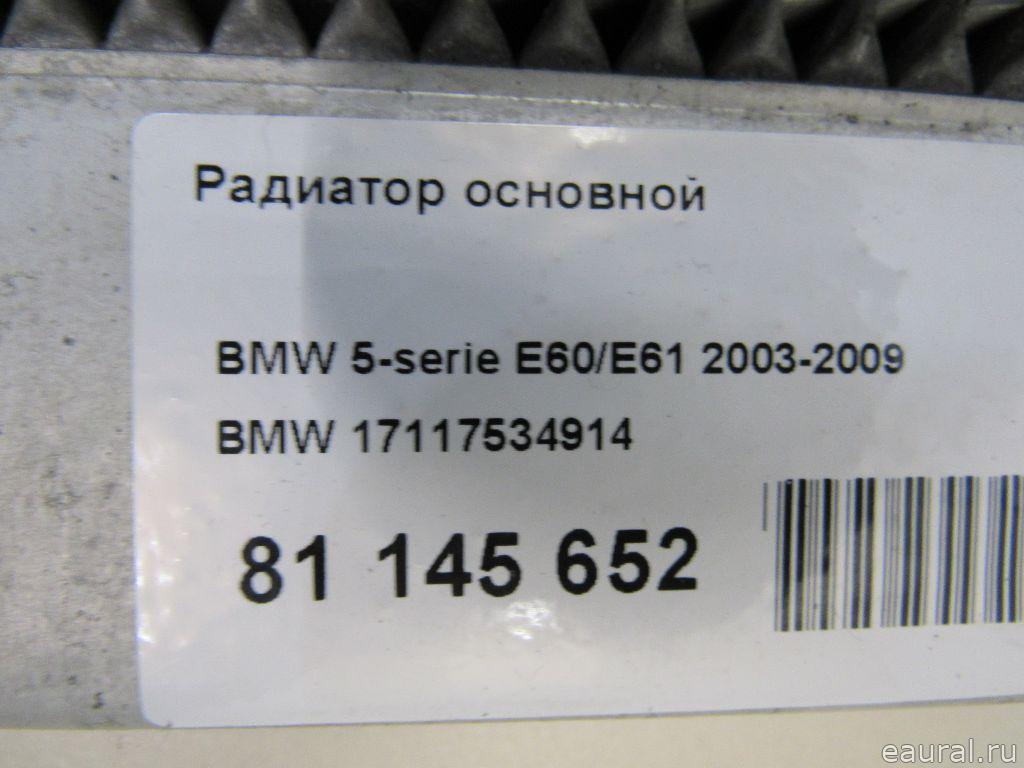 Радиатор основной
BMW 5-serie E60/E61 2003-2009
BMW 17117534914
81 145 652
eaural.ru